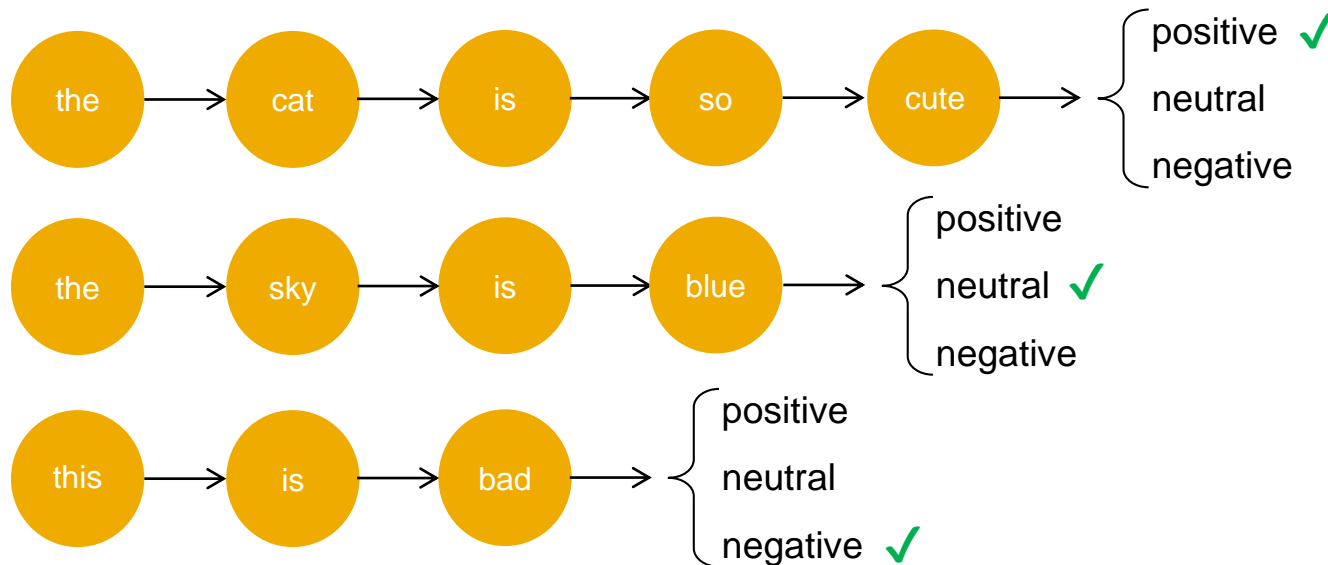 the cat is so cute positive ✓
neutral
negative
the sky is blue positive
neutral ✓
negative
this is bad positive
neutral
negative ✓